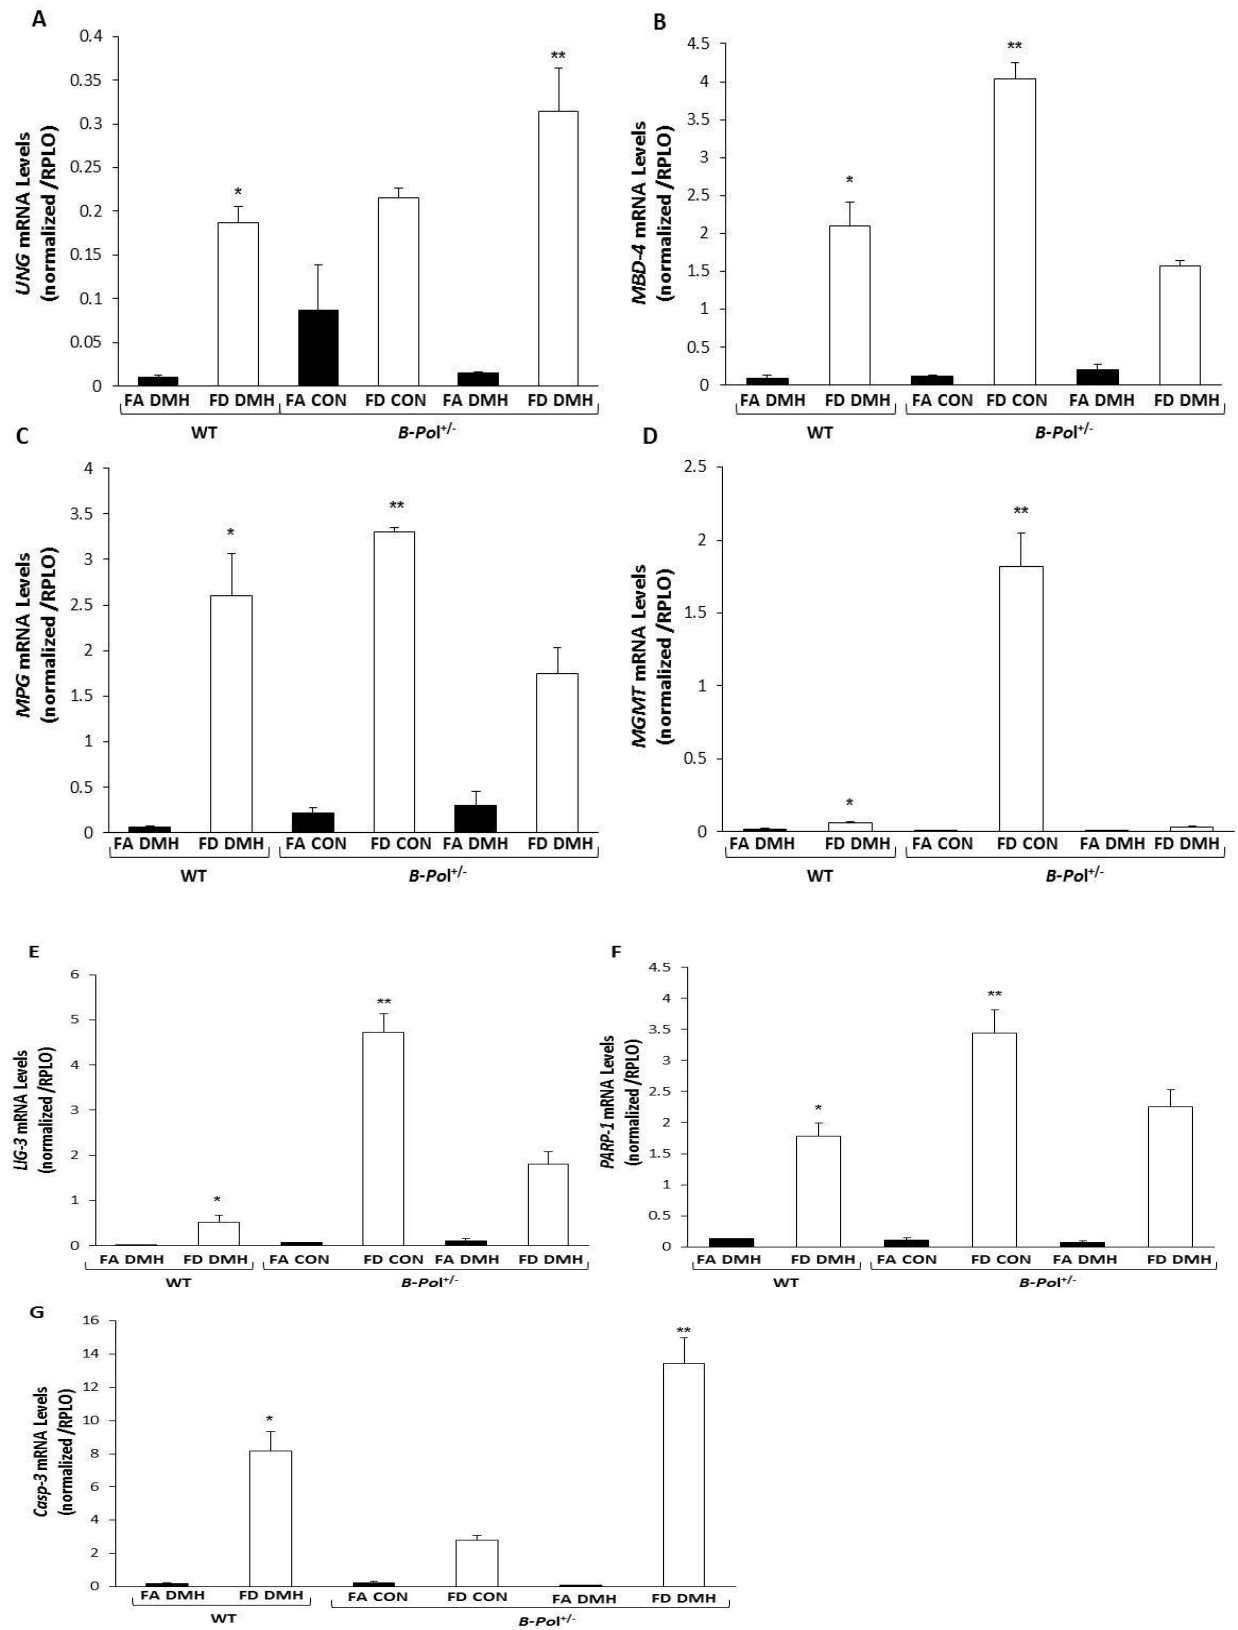 A
UNG mRNA Levels
(normalized /RPLO)
0.4
0.35
0.3
0.25
0.2
0.15
0.1
0.05
0
*
**
FA DMH FD DMH FA CON FD CON FA DMH FD DMH
WT B-Pol+/-
B
MBD-4 mRNA Levels
(normalized /RPLO)
4.5
4
3.5
3
2.5
2
1.5
1
0.5
0
*
**
FA DMH FD DMH FA CON FD CON FA DMH FD DMH
WT B-Pol+/-
C
MPG mRNA Levels
(normalized /RPLO)
4
3.5
3
2.5
2
1.5
1
0.5
0
*
**
FA DMH FD DMH FA CON FD CON FA DMH FD DMH
WT B-Pol+/-
D
MGMT mRNA Levels
(normalized /RPLO)
2.5
2
1.5
1
0.5
0
*
**
FA DMH FD DMH FA CON FD CON FA DMH FD DMH
WT B-Pol+/-
E
LIG-3 mRNA Levels
(normalized /RPLO)
6
5
4
3
2
1
0
*
**
FA DMH FD DMH FA CON FD CON FA DMH FD DMH
WT B-Pol+/-
F
PARP-1 mRNA Levels
(normalized /RPLO)
4.5
4
3.5
3
2.5
2
1.5
1
0.5
0
*
**
FA DMH FD DMH FA CON FD CON FA DMH FD DMH
WT B-Pol+/-
G
Casp-3 mRNA Levels
(normalized /RPLO)
16
14
12
10
8
6
4
2
0
*
**
FA DMH FD DMH FA CON FD CON FA DMH FD DMH
WT B-Pol+/-